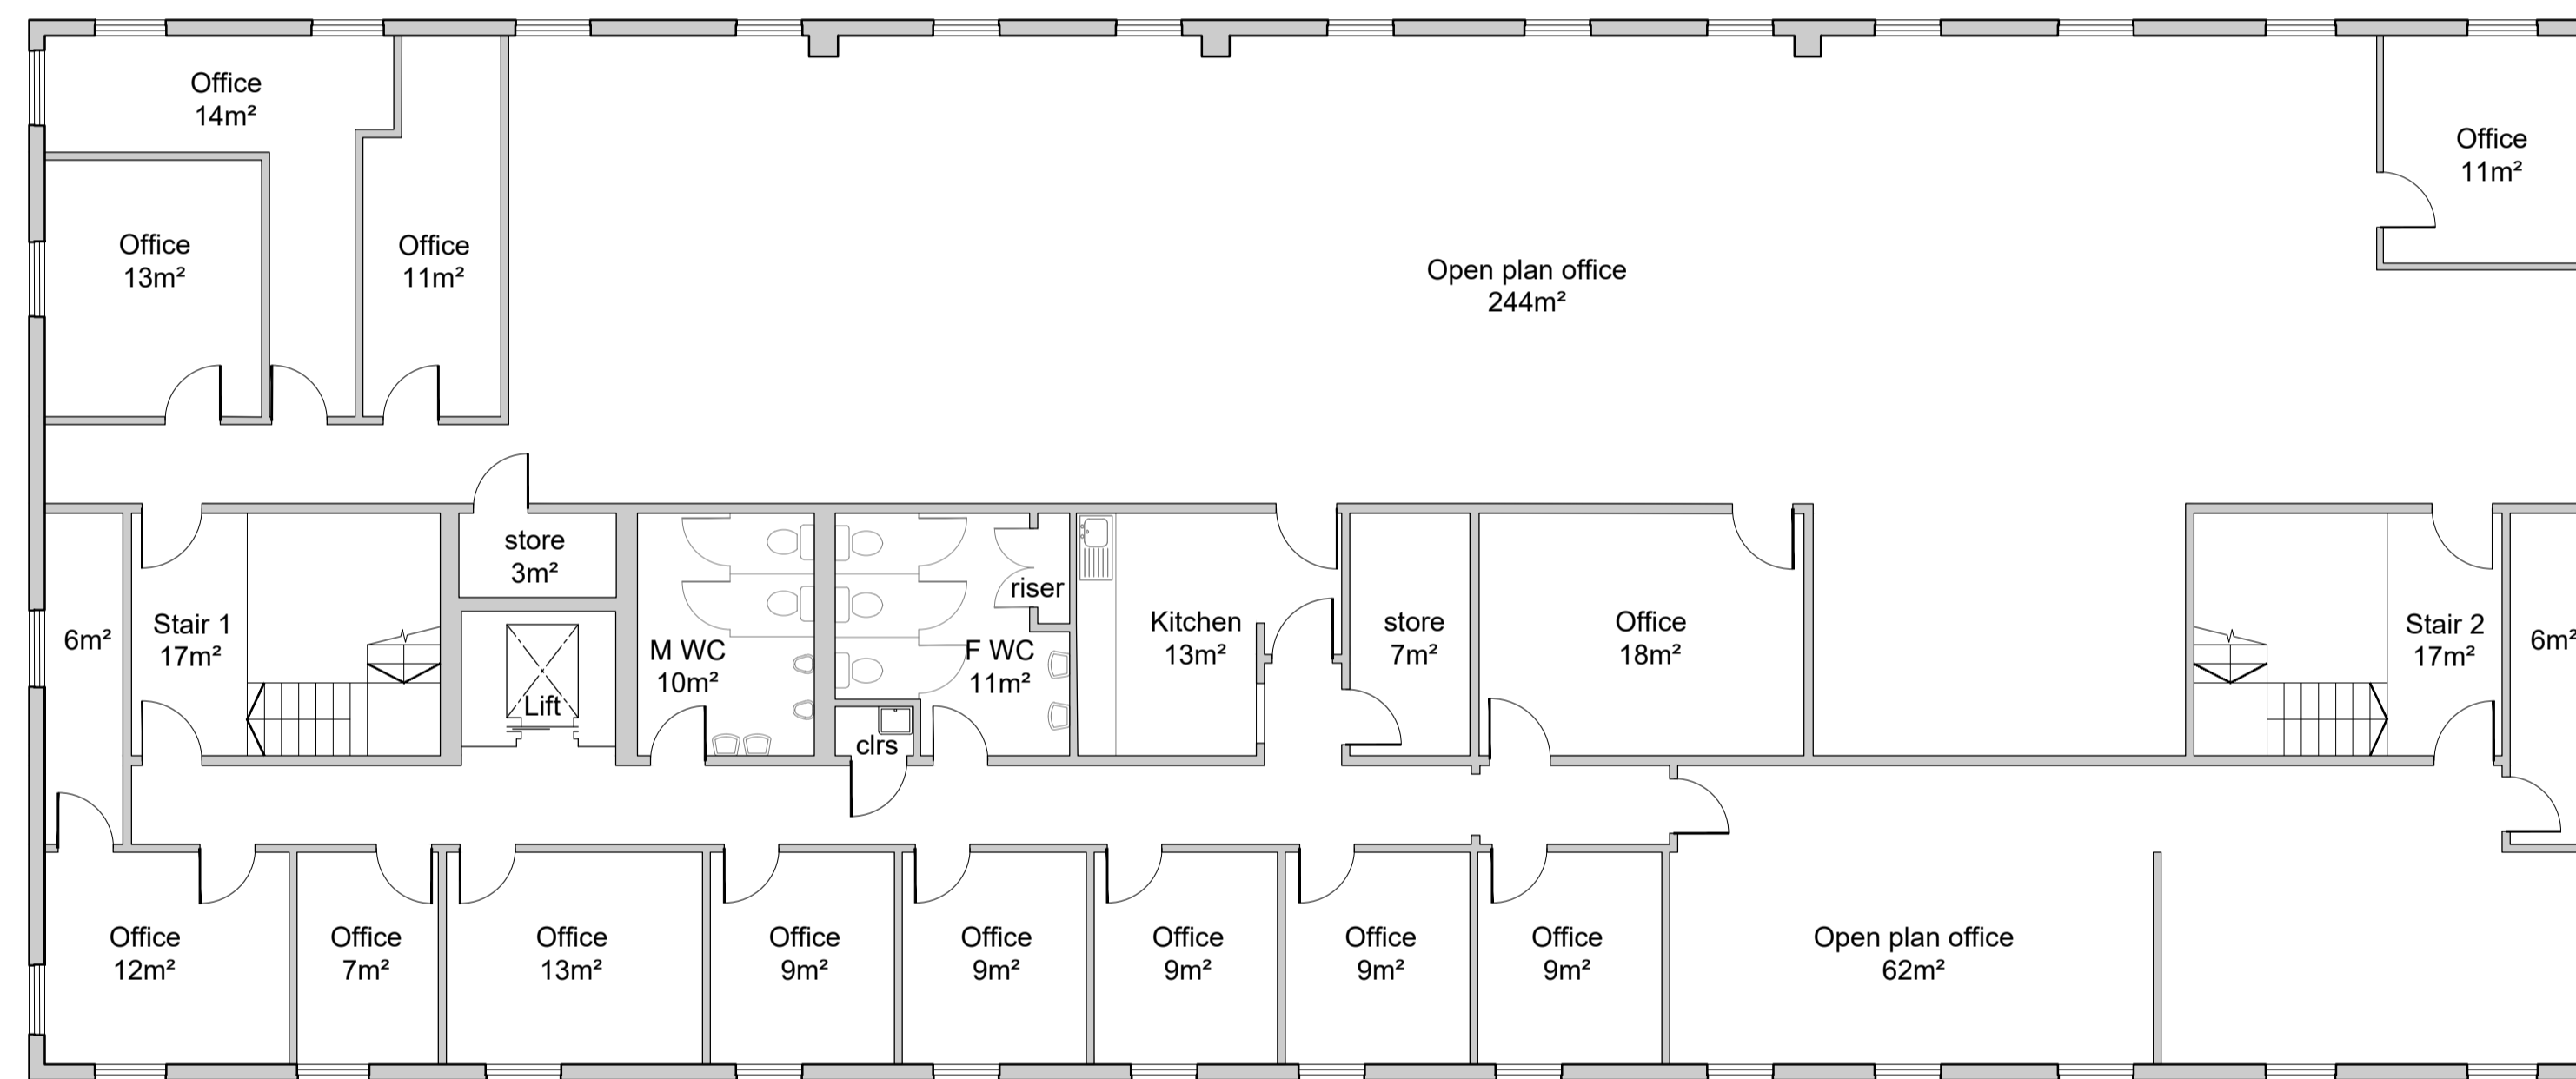 Office
14m²
Office
11m²
Office
13m²
Office
11m²
Open plan office
244m²
store
3m²
riser
6m²
Stair 1
17m²
Lift
M WC
10m²
F WC
11m²
clrs
Kitchen
13m²
store
7m²
Office
18m²
Stair 2
17m²
6m²
Office
12m²
Office
7m²
Office
13m²
Office
9m²
Office
9m²
Office
9m²
Office
9m²
Office
9m²
Open plan office
62m²